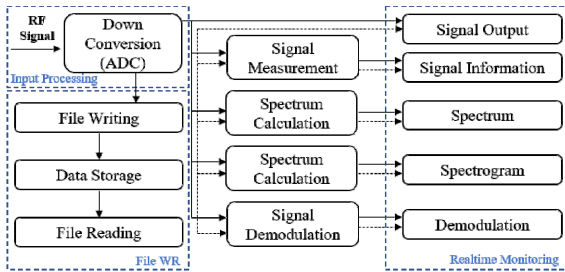 RF
Signal
Down
Conversion
(ADC)
Input Processing
File Writing
Data Storage
File Reading
File WR
Signal
Measurement
Spectrum
Calculation
Spectrum
Calculation
Signal
Demodulation
Signal Output
Signal Information
Spectrum
Spectrogram
Demodulation
Realtime Monitoring